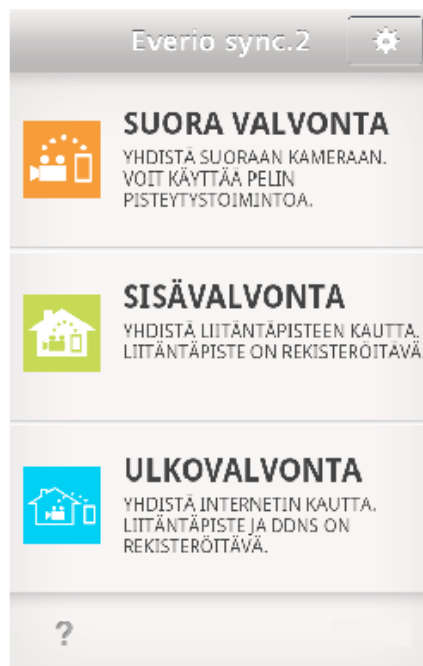 Everio sync.2
SUORA VALVONTA
YHDISTÄ SUORAAN KAMERAAN.
VOIT KÄYTTÄÄ PELIN
PISTEYTYSTOIMINTOA.
SISÄVALVONTA
YHDISTÄ LIITÄNTÄPISTEEN KAUTTA.
LIITÄNTÄPISTE ON REKISTERÖITÄVÄ
ULKOVALVONTA
YHDISTÄ INTERNETIN KAUTTA.
LIITÄNTÄPISTE JA DDNS ON
REKISTERÖTTÄVÄ.
?